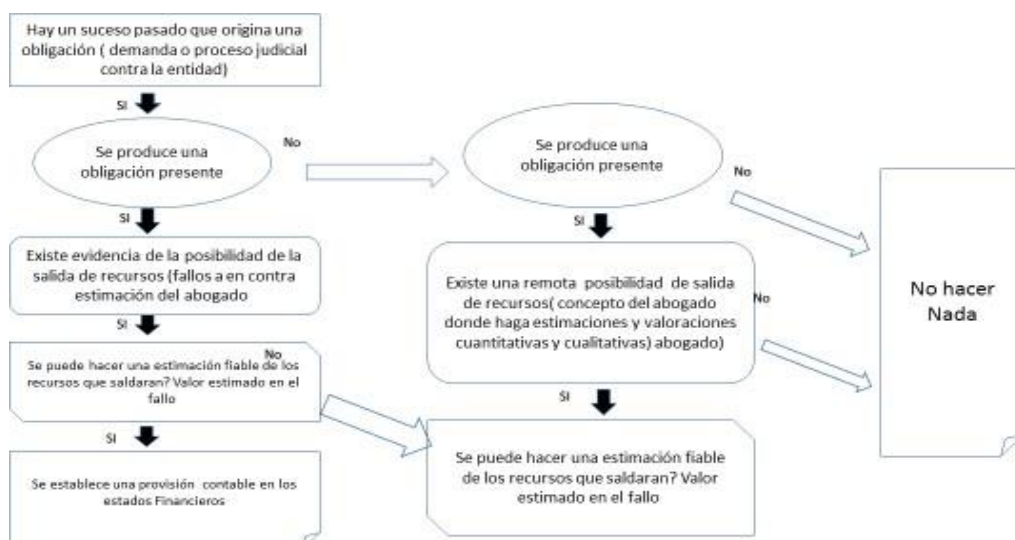 Hay un suceso pasado que origina una
obligación ( demanda o proceso judicial
contra la entidad)
SI
Se produce una
obligación presente
No
SI
Existe evidencia de la posibilidad de la
salida de recursos (fallos a en contra
estimación del abogado
SI
No
Se puede hacer una estimación fiable de los
recursos que saldaran? Valor estimado en el
fallo
SI
Se establece una provisión contable en los
estados Financieros
Se produce una
obligación presente
No
SI
Existe una remota posibilidad de salida
de recursos( concepto del abogado
donde haga estimaciones y valoraciones
cuantitativas y cualitativas) abogado)
No
SI
Se puede hacer una estimación fiable
de los recursos que saldaran? Valor
estimado en el fallo
No hacer
Nada